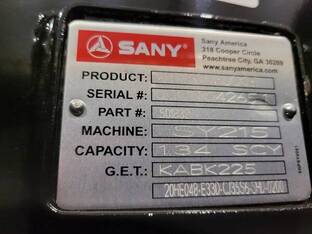 SANY
Sany America
318 Cooper Circle
Peachtree City, GA 30269
www.sanyamerica.com
PRODUCT:
SERIAL #:
PART #:
MACHINE: SY215
CAPACITY: 1.34 SCY
G.E.T.: KABK225